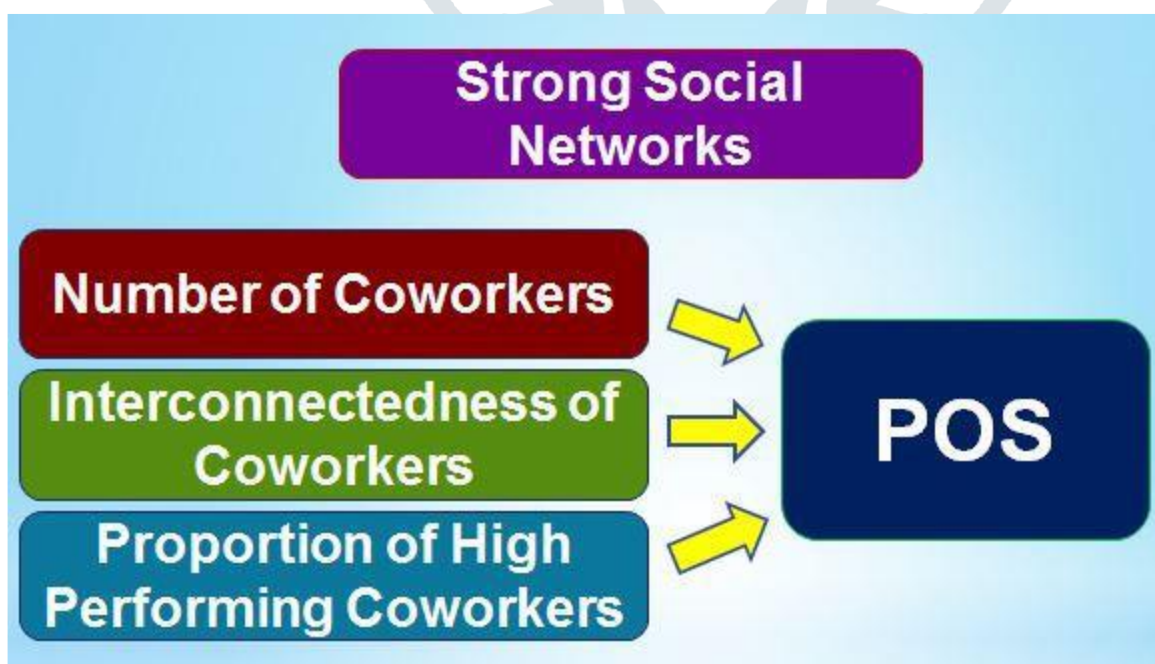 Strong Social
Networks
Number of Coworkers
Interconnectedness of
Coworkers
Proportion of High
Performing Coworkers
POS